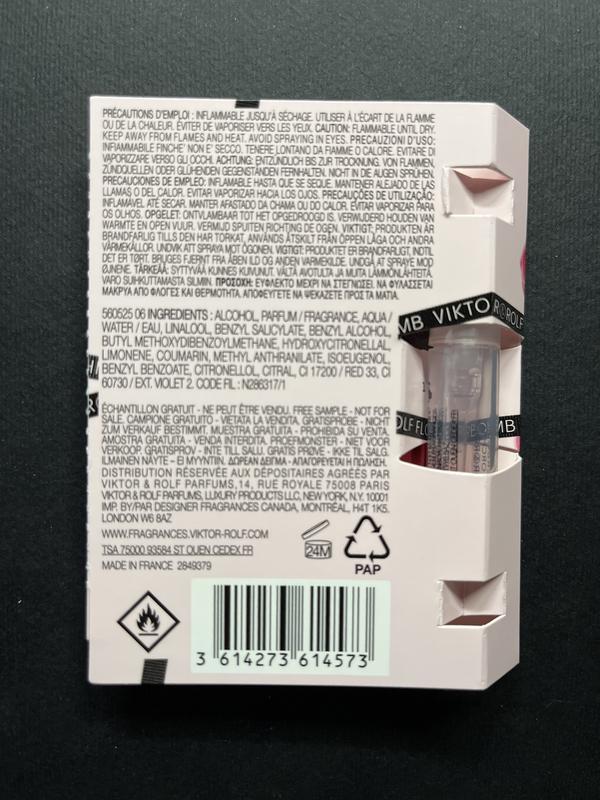 PRÉCAUTIONS D'EMPLOI : INFLAMMABLE JUSQU'À SÉCHAGE. UTILISER À L'ÉCART DE LA FLAMME
OU DE LA CHALEUR. ÉVITER DE VAPORISER VERS LES YEUX. CAUTION: FLAMMABLE UNTIL DRY.
KEEP AWAY FROM FLAMES AND HEAT. AVOID SPRAYING IN EYES. PRECAUZIONI D'USO:
INFIAMMABILE FINCHE' NON E' SECCO. TENERE LONTANO DA FIAMME O CALORE. EVITARE DI
VAPORIZZARE VERSO GLI OCCHI. ACHTUNG: ENTZÜNDLICH BIS ZUR TROCKNUNG. VON FLAMMEN,
ZÜNDQUELLEN ODER GLÜHENDEN GEGENSTÄNDEN FERNHALTEN. NICHT IN DIE AUGEN SPRÜHEN.
PRECAUCIONES DE EMPLEO: INFLAMABLE HASTA QUE SE SEQUE. MANTENER ALEJADO DE LAS
LLAMAS O DEL CALOR. EVITAR VAPORIZAR HACIA LOS OJOS. PRECAUÇÕES DE UTILIZAÇÃO:
INFLAMÁVEL ATÉ SECAR. MANTER AFASTADO DA CHAMA OU DO CALOR. EVITAR VAPORIZAR PARA
OS OLHOS. OPGELET: ONTVLAMBAAR TOT HET OPGEDROOGD IS. VERWIJDERD HOUDEN VAN
WARMTE EN OPEN VUUR. VERMIJD SPUITEN RICHTING DE OGEN. VIKTIGT: PRODUKTEN ÄR
BRANDFARLIG TILLS DEN HAR TORKAT, ANVÄNDS ÅTSKILT FRÅN ÖPPEN LÅGA OCH ANDRA
VÄRMEKÄLLOR. UNDVIK ATT SPRAYA MOT ÖGONEN. VIGTIGT: PRODUKTET ER BRANDFARLIGT, INDTIL
DET ER TØRT. BRUGES FJERNT FRA ÅBEN ILD OG ANDEN VARMEKILDE. UNDGÅ AT SPRAYE MOD
ØJNENE. TÄRKEÄÄ: SYTTYVÄÄ KUNNES KUIVUNUT. VÄLTÄ AVOTULTA JA MUITA LÄMMÖNLÄHTEITÄ.
VARO SUIHKUTTAMASTA SILMIIN. ΠΡΟΣΟΧΗ: ΕΥΦΛΕΚΤΟ ΜΕΧΡΙ ΝΑ ΣΤΕΓΝΩΣΕΙ. ΝΑ ΦΥΛΑΣΣΕΤΑΙ
ΜΑΚΡΥΑ ΑΠΟ ΦΛΟΓΕΣ ΚΑΙ ΘΕΡΜΟΤΗΤΑ. ΑΠΟΦΕΥΓΕΤΕ ΝΑ ΨΕΚΑΖΕΤΕ ΠΡΟΣ ΤΑ ΜΑΤΙΑ.
560525 06 INGREDIENTS : ALCOHOL, PARFUM / FRAGRANCE, AQUA /
WATER / EAU, LINALOOL, BENZYL SALICYLATE, BENZYL ALCOHOL,
BUTYL METHOXYDIBENZOYLMETHANE, HYDROXYCITRONELLAL,
LIMONENE, COUMARIN, METHYL ANTHRANILATE, ISOEUGENOL,
BENZYL BENZOATE, CITRONELLOL, CITRAL, CI 17200 / RED 33, CI
60730 / EXT. VIOLET 2. CODE FIL : N286317/1
ÉCHANTILLON GRATUIT - NE PEUT ÊTRE VENDU. FREE SAMPLE - NOT FOR
SALE. CAMPIONE GRATUITO - VIETATA LA VENDITA. GRATISPROBE - NICHT
ZUM VERKAUF BESTIMMT. MUESTRA GRATUITA - PROHIBIDA SU VENTA.
AMOSTRA GRATUITA - VENDA INTERDITA. PROEFMONSTER - NIET VOOR
VERKOOP. GRATISPROV - INTE TILL SALU. GRATIS PRØVE - IKKE TIL SALG.
ILMAINEN NÄYTE – EI MYYNTIIN. ΔΩΡΕΑΝ ΔΕΙΓΜΑ - ΑΠΑΓΟΡΕΥΕΤΑΙ Η ΠΩΛΗΣΗ.
DISTRIBUTION RÉSERVÉE AUX DÉPOSITAIRES AGRÉÉS PAR
VIKTOR & ROLF PARFUMS,14, RUE ROYALE 75008 PARIS
VIKTOR & ROLF PARFUMS, LUXURY PRODUCTS LLC, NEW YORK, N.Y. 10001
IMP. BY/PAR DESIGNER FRAGRANCES CANADA, MONTRÉAL, H4T 1K5.
LONDON W6 8AZ
WWW.FRAGRANCES.VIKTOR-ROLF.COM
TSA 75000 93584 ST OUEN CEDEX FR
MADE IN FRANCE 2849379
24M
PAP
3 614273 614573
MB VIKTOR&ROLF
OLF FLO
OMB